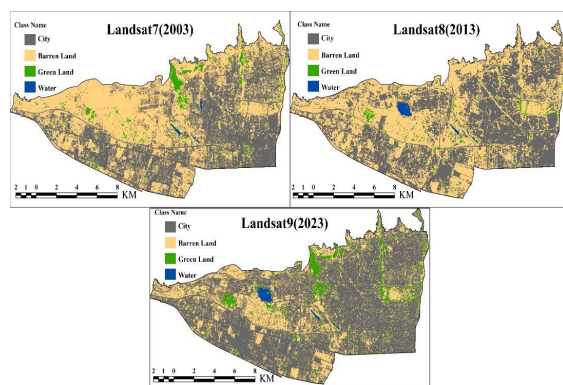 Class Name
Landsat7(2003)
City
Barren Land
Green Land
Water
2 1 0 2 4 6 8
KM
Class Name
Landsat8(2013)
City
Barren Land
Green Land
Water
2 1 0 2 4 6 8
KM
Class Name
Landsat9(2023)
City
Barren Land
Green Land
Water
2 1 0 2 4 6 8
KM